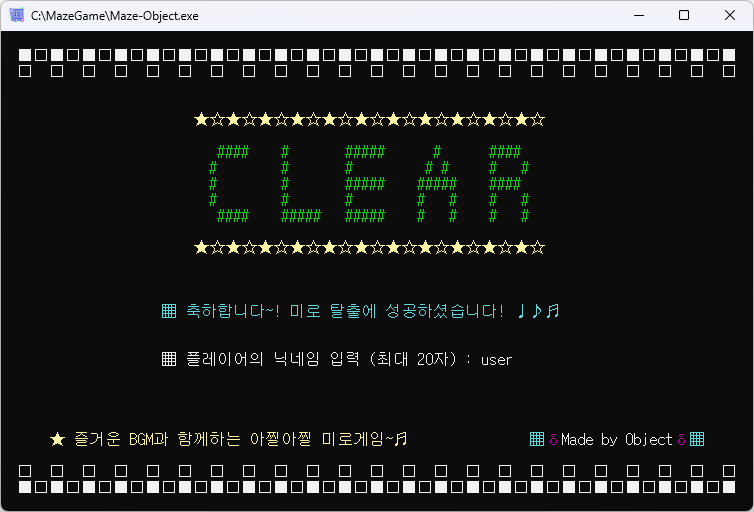 C:\MazeGame\Maze-Object.exe
CLEAR
▦ 축하합니다~! 미로 탈출에 성공하셨습니다! ♩♪♬
▦ 플레이어의 닉네임 입력 (최대 20자) : user
★ 즐거운 BGM과 함께하는 아찔아찔 미로게임~♬
▦δMade by Objectδ▦